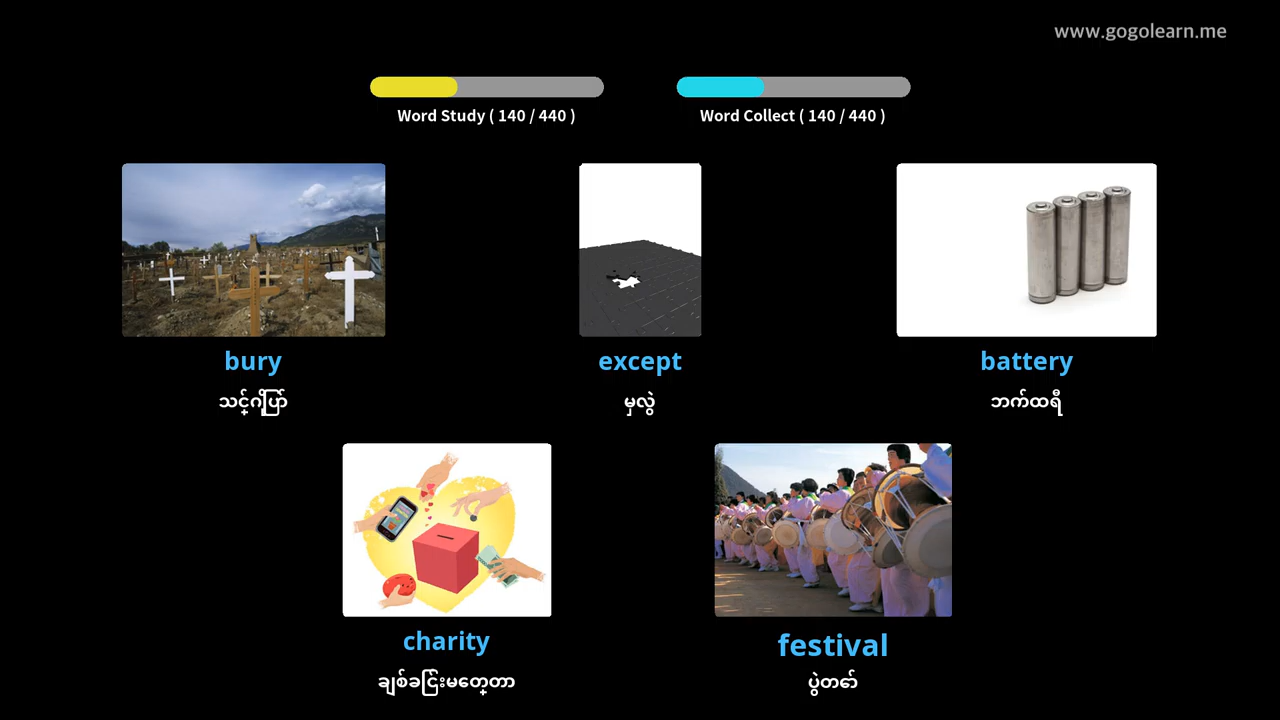 www.gogolearn.me
Word Study ( 140 / 440 )
Word Collect ( 140 / 440 )
bury
သင်္ဂြိုဟ်
except
မှလွဲ
battery
ဘက်ထရီ
charity
ချစ်ခင်ခြင်းမေတ္တာ
festival
ပွဲတော်